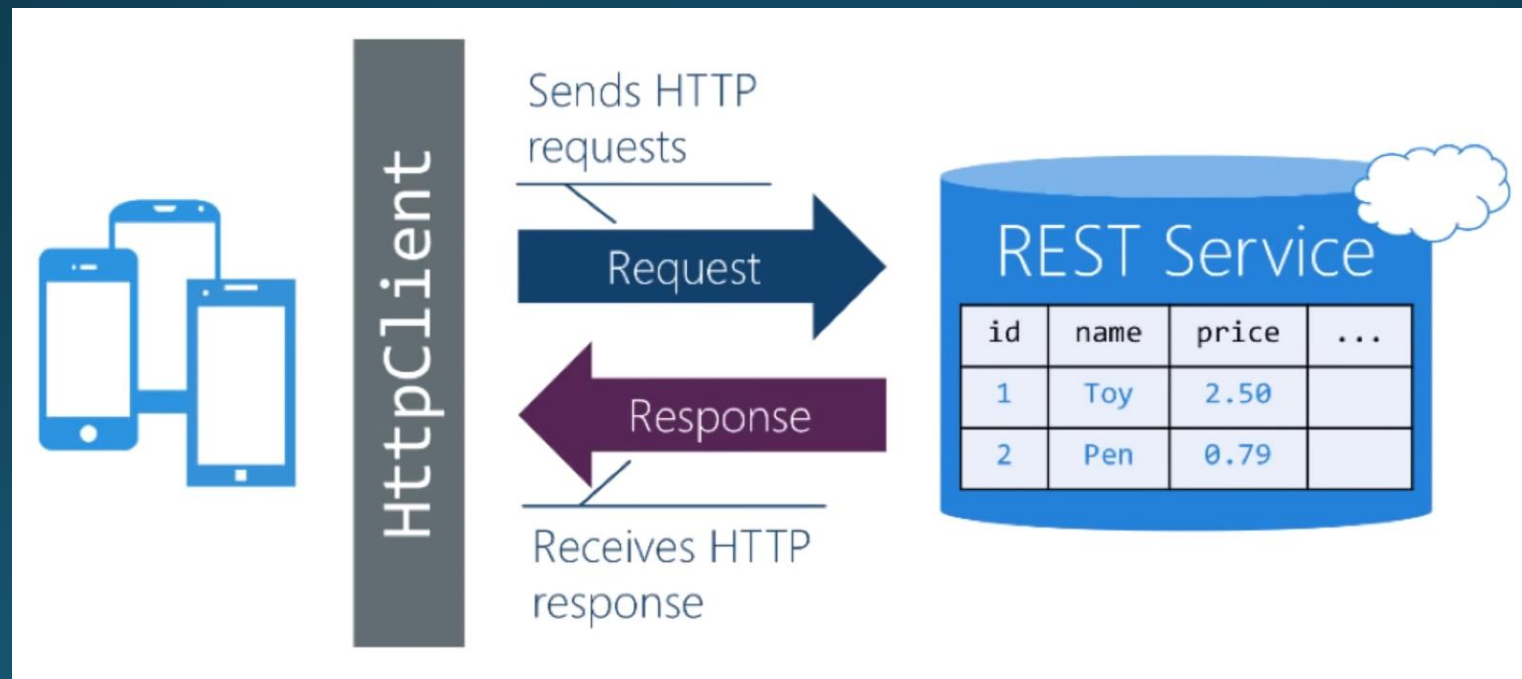 HttpClient
Sends HTTP
requests
Request
Response
Receives HTTP
response
REST Service
id name price ...
1 Toy 2.50
2 Pen 0.79